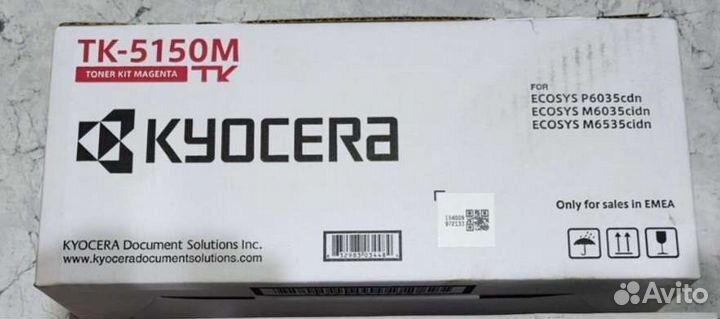 TK-5150M
TONER KIT MAGENTA TK
KYOCERA
FOR
ECOSYS P6035cdn
ECOSYS M6035cidn
ECOSYS M6535cidn
Only for sales in EMEA
KYOCERA Document Solutions Inc.
www.kyoceradocumentsolutions.com
Avito